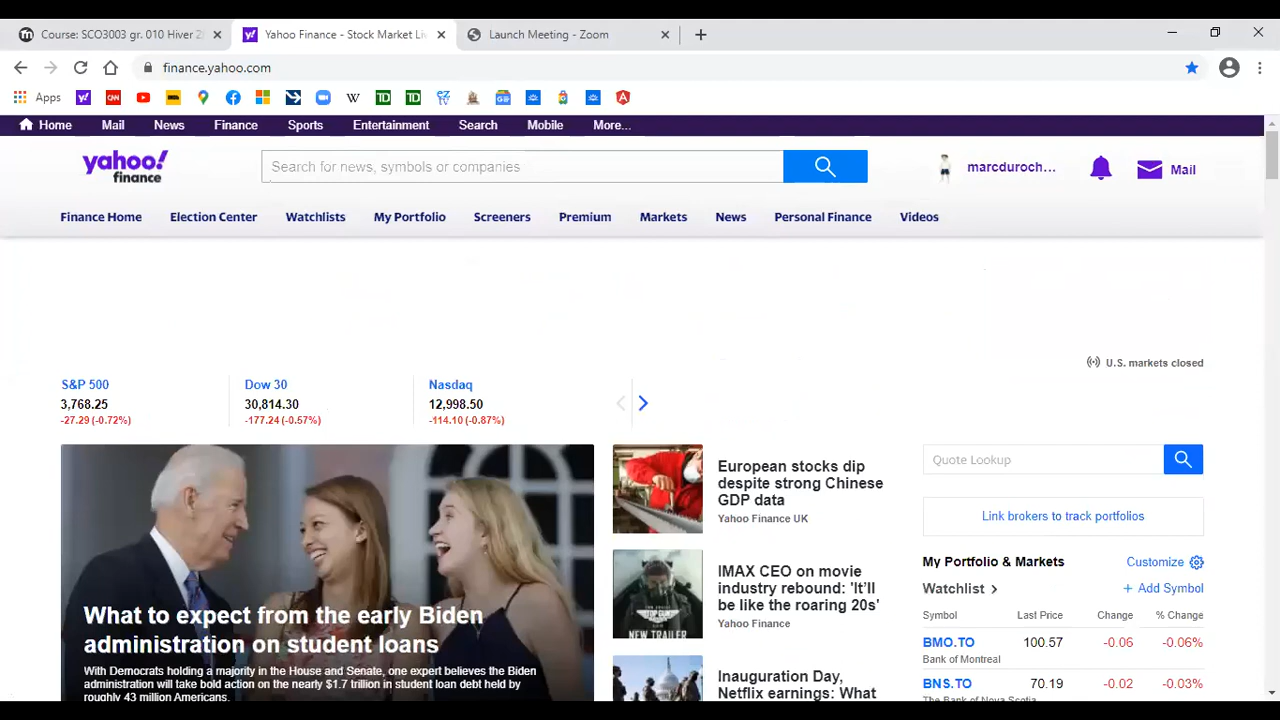 Course: SCO3003 gr. 010 Hiver 2
Yahoo Finance - Stock Market Li
Launch Meeting - Zoom
finance.yahoo.com
Apps
Home Mail News Finance Sports Entertainment Search Mobile More...
yahoo!
finance
Search for news, symbols or companies
marcduroch...
Mail
Finance Home Election Center Watchlists My Portfolio Screeners Premium Markets News Personal Finance Videos
U.S. markets closed
S&P 500
3,768.25
-27.29 (-0.72%)
Dow 30
30,814.30
-177.24 (-0.57%)
Nasdaq
12,998.50
-114.10 (-0.87%)
What to expect from the early Biden
administration on student loans
With Democrats holding a majority in the House and Senate, one expert believes the Biden
administration will take bold action on the nearly $1.7 trillion in student loan debt held by
roughly 43 million Americans.
European stocks dip
despite strong Chinese
GDP data
Yahoo Finance UK
NEW TRAILER
IMAX CEO on movie
industry rebound: 'It'll
be like the roaring 20s'
Yahoo Finance
Inauguration Day,
Netflix earnings: What
Quote Lookup
Link brokers to track portfolios
My Portfolio & Markets Customize
Watchlist + Add Symbol
Symbol Last Price Change % Change
BMO.TO 100.57 -0.06 -0.06%
Bank of Montreal
BNS.TO 70.19 -0.02 -0.03%
The Bank of Nova Scotia